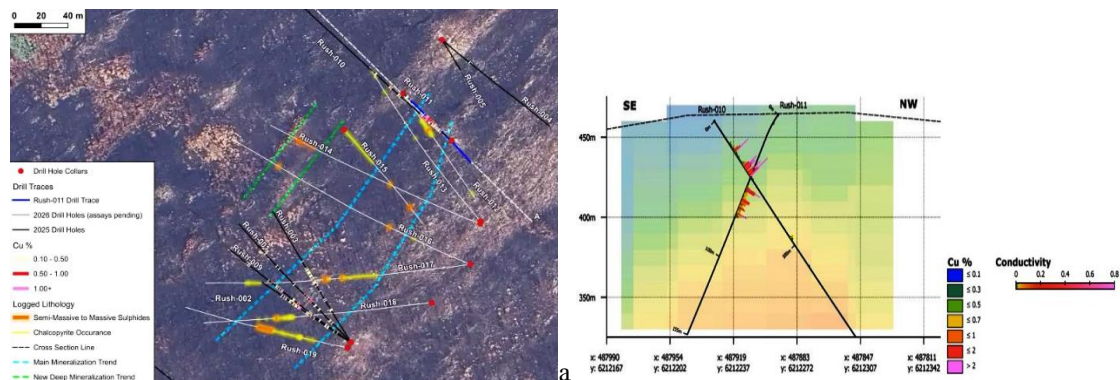 0 20 40 m
Rush-010
Rush-011
Rush-005
Rush-004
Rush-014
Rush-015
Rush-013
Rush-003
Rush-016
Rush-009
Rush-017
Rush-002
Rush-018
Rush-019
Drill Hole Collars
Drill Traces
Rush-011 Drill Trace
2026 Drill Holes (assays pending)
2025 Drill Holes
Cu %
0.10 - 0.50
0.50 - 1.00
1.00+
Logged Lithology
Semi-Massive to Massive Sulphides
Chalcopyrite Occurance
Cross Section Line
Main Mineralization Trend
New Deep Mineralization Trend
a
SE
Rush-010
Rush-011
NW
450m
400m
350m
x: 487990 x: 487954 x: 487919 x: 487883 x: 487847 x: 487811
y: 6212167 y: 6212202 y: 6212237 y: 6212272 y: 6212307 y: 6212342
Cu %
≤ 0.1
≤ 0.3
≤ 0.5
≤ 0.7
≤ 1
≤ 2
> 2
Conductivity
0 0.2 0.4 0.6 0.8